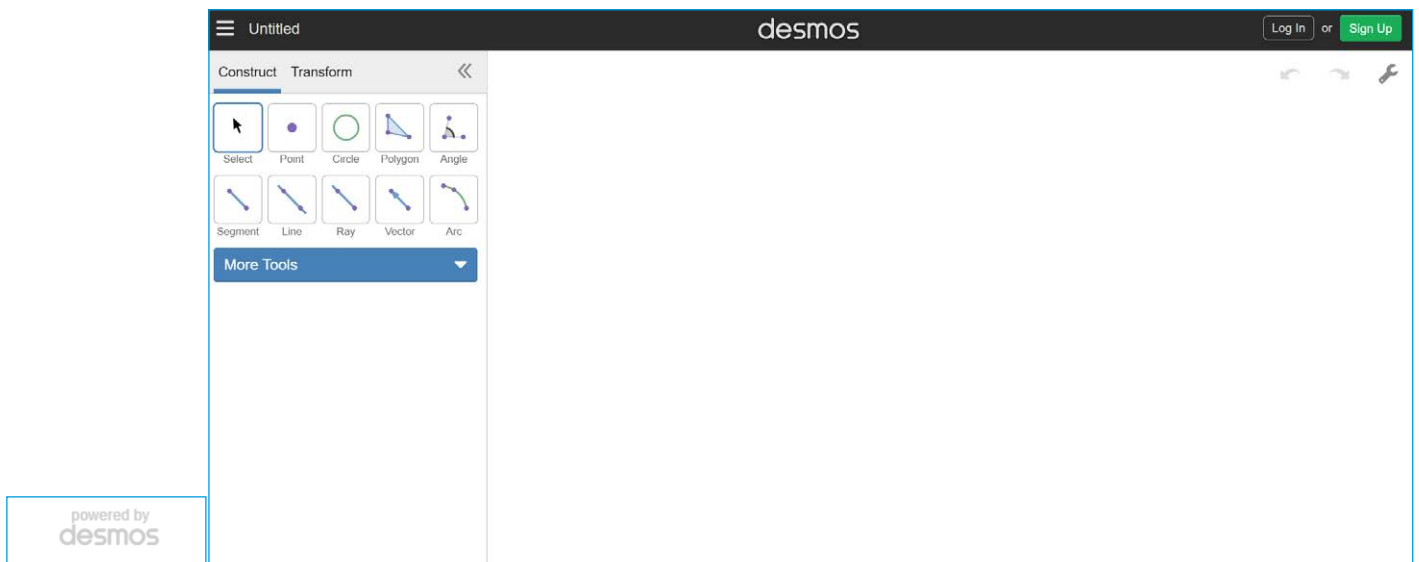 Untitled
desmos
Log In or Sign Up
Construct Transform
Select Point Circle Polygon Angle
Segment Line Ray Vector Arc
More Tools
powered by
desmos